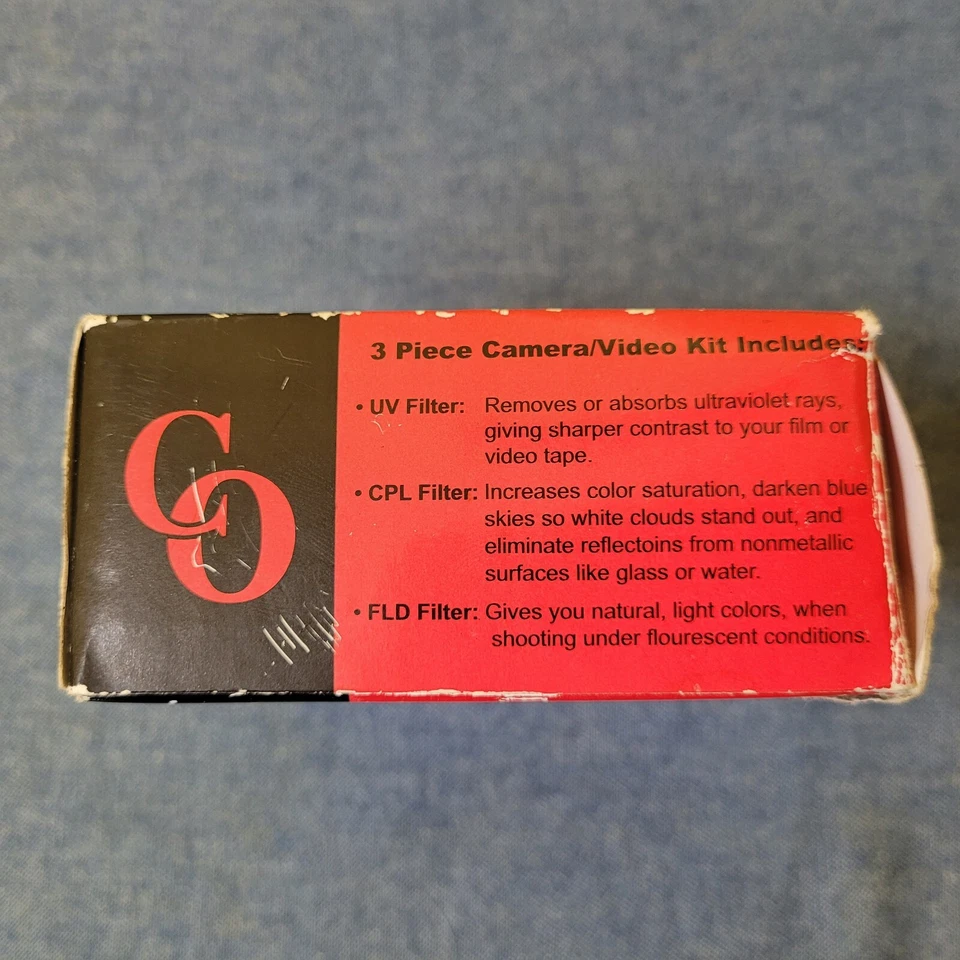 CO
3 Piece Camera/Video Kit Includes:
• UV Filter: Removes or absorbs ultraviolet rays,
giving sharper contrast to your film or
video tape.
• CPL Filter: Increases color saturation, darken blue
skies so white clouds stand out, and
eliminate reflectoins from nonmetallic
surfaces like glass or water.
• FLD Filter: Gives you natural, light colors, when
shooting under flourescent conditions.